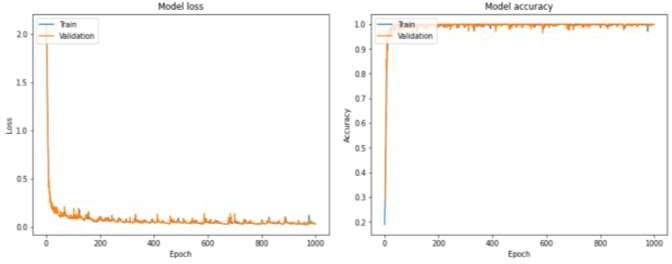 Model loss
Train
Validation
2.0
1.5
1.0
0.5
0.0
Loss
0
200
400
600
800
1000
Epoch
Model accuracy
Train
Validation
1.0
0.9
0.8
0.7
0.6
0.5
0.4
0.3
0.2
Accuracy
0
200
400
600
800
1000
Epoch